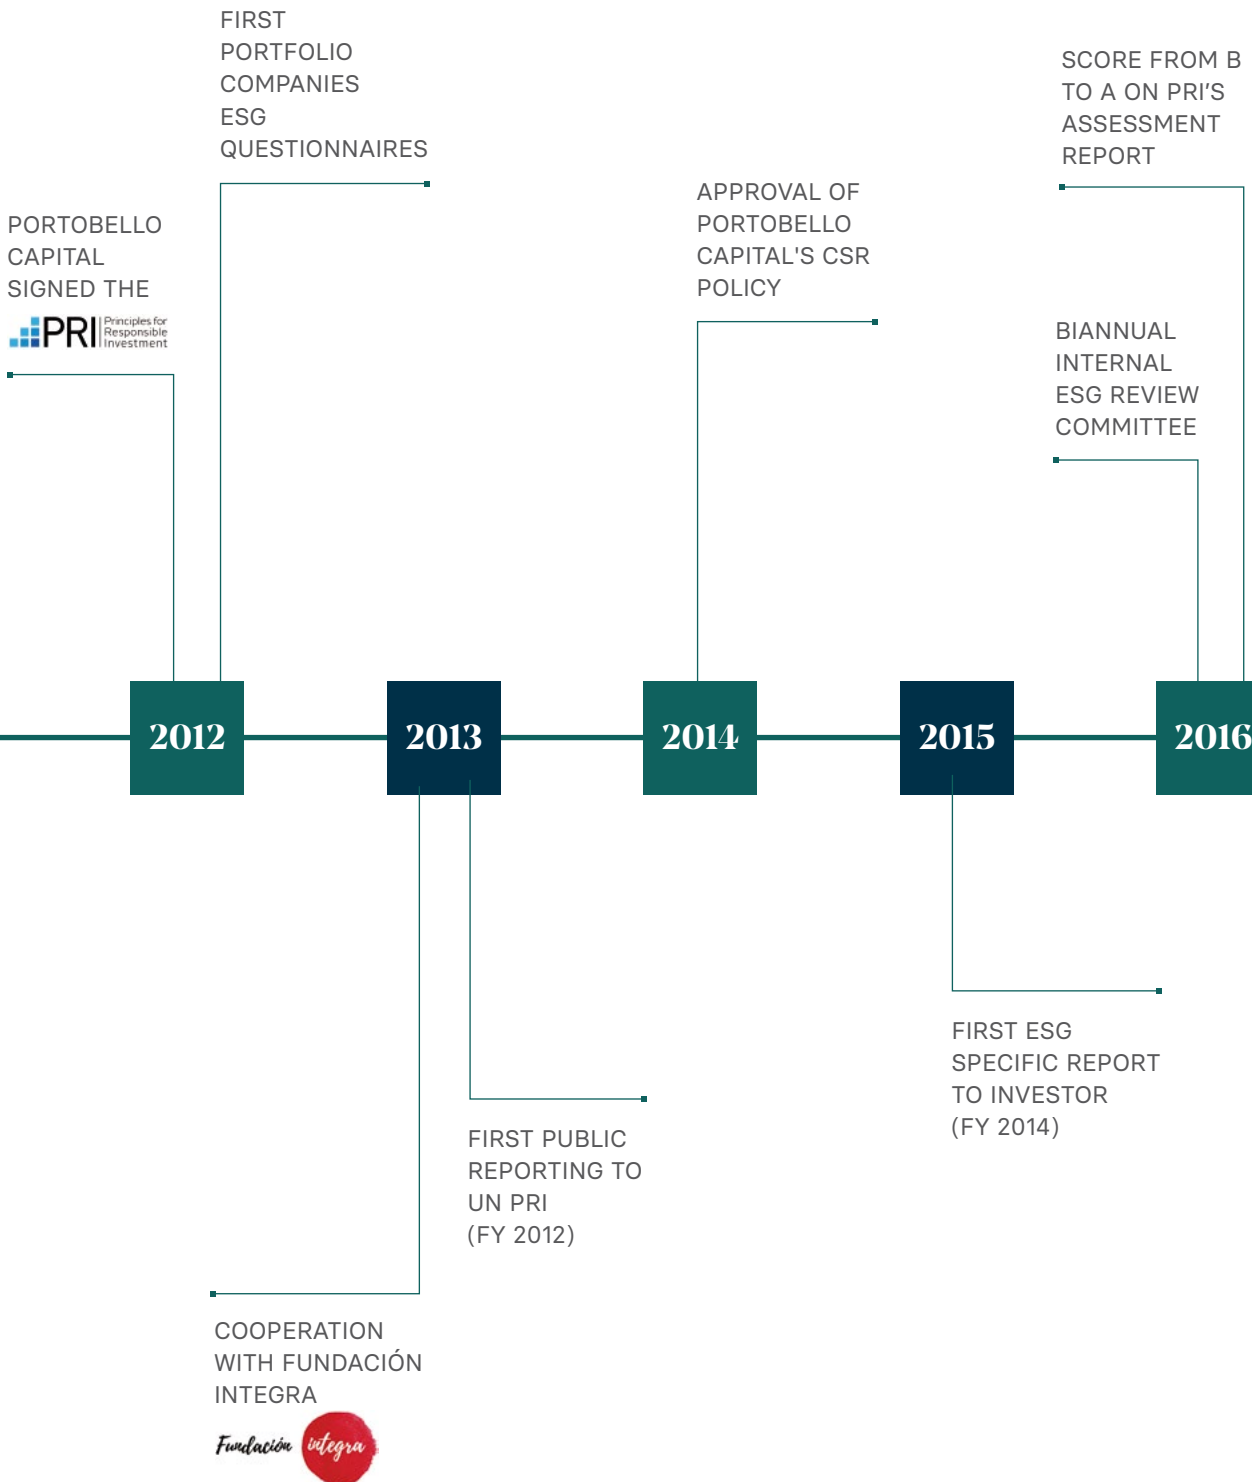 FIRST
PORTFOLIO
COMPANIES
ESG
QUESTIONNAIRES
SCORE FROM B
TO A ON PRI'S
ASSESSMENT
REPORT
PORTOBELLO
CAPITAL
SIGNED THE
PRI
Principles for
Responsible
Investment
APPROVAL OF
PORTOBELLO
CAPITAL'S CSR
POLICY
BIANNUAL
INTERNAL
ESG REVIEW
COMMITTEE
2012
2013
2014
2015
2016
FIRST ESG
SPECIFIC REPORT
TO INVESTOR
(FY 2014)
FIRST PUBLIC
REPORTING TO
UN PRI
(FY 2012)
COOPERATION
WITH FUNDACIÓN
INTEGRA
Fundación integra